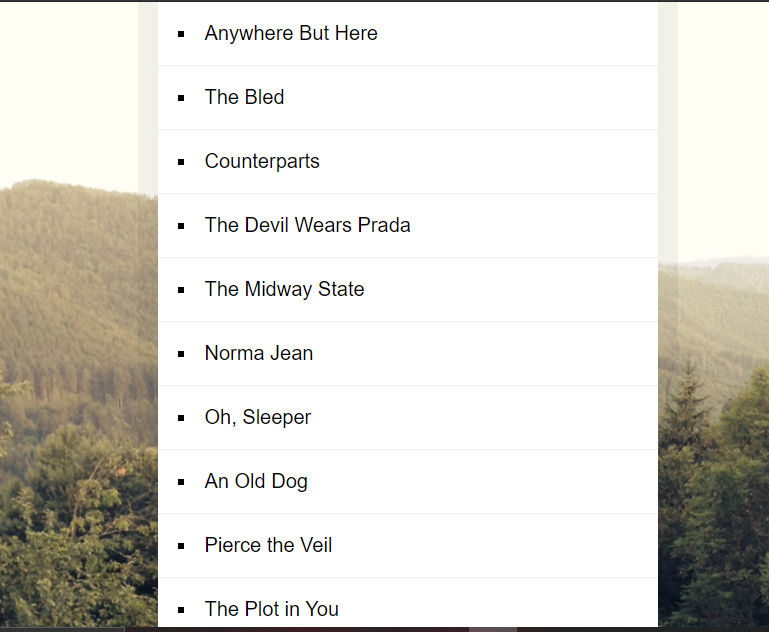 Anywhere But Here
The Bled
Counterparts
The Devil Wears Prada
The Midway State
Norma Jean
Oh, Sleeper
An Old Dog
Pierce the Veil
The Plot in You